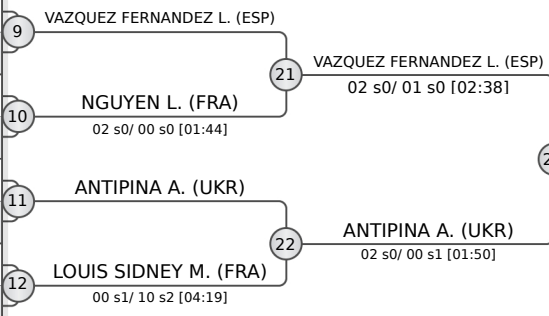 9
VAZQUEZ FERNANDEZ L. (ESP)
21
VAZQUEZ FERNANDEZ L. (ESP)
02 s0/ 01 s0 [02:38]
10
NGUYEN L. (FRA)
02 s0/ 00 s0 [01:44]
11
ANTIPINA A. (UKR)
22
ANTIPINA A. (UKR)
02 s0/ 00 s1 [01:50]
12
LOUIS SIDNEY M. (FRA)
00 s1/ 10 s2 [04:19]